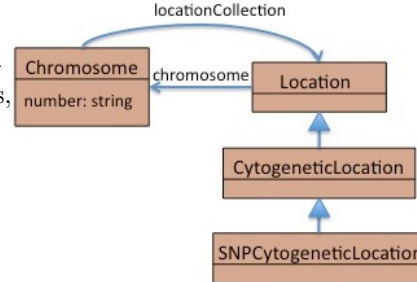 locationCollection
Chromosome
chromosome
Location
s,
number: string
CytogeneticLocation
SNPCytogeneticLocation